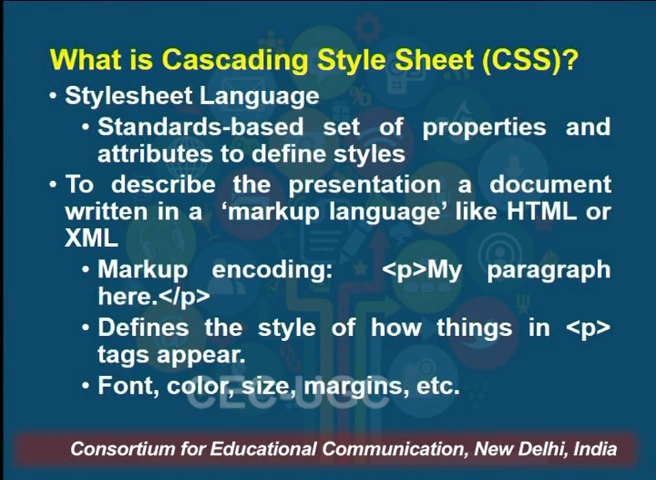 What is Cascading Style Sheet (CSS)?
• Stylesheet Language
• Standards-based set of properties and
attributes to define styles
• To describe the presentation a document
written in a ‘markup language’ like HTML or
XML
• Markup encoding: <p>My paragraph
here.</p>
• Defines the style of how things in <p>
tags appear.
• Font, color, size, margins, etc.
CEC-UGC
Consortium for Educational Communication, New Delhi, India